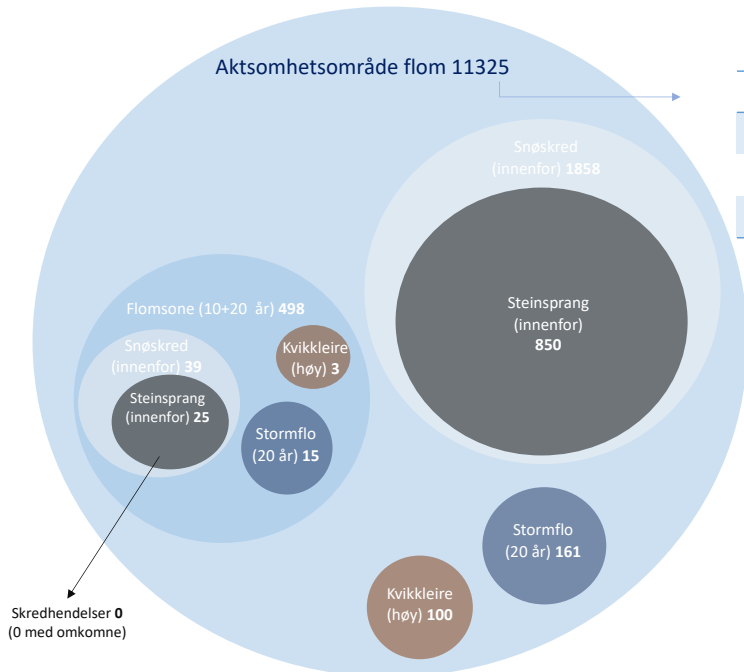 Aktsomhetsområde flom 11325
Snøskred
(innenfor) 1858
Steinsprang
(innenfor)
850
Flomsone (10+20 år) 498
Snøskred
(innenfor) 39
Steinsprang
(innenfor) 25
Kvikkleire
(høy) 3
Stormflo
(20 år) 15
Stormflo
(20 år) 161
Kvikkleire
(høy) 100
Skredhendelser 0
(0 med omkomne)